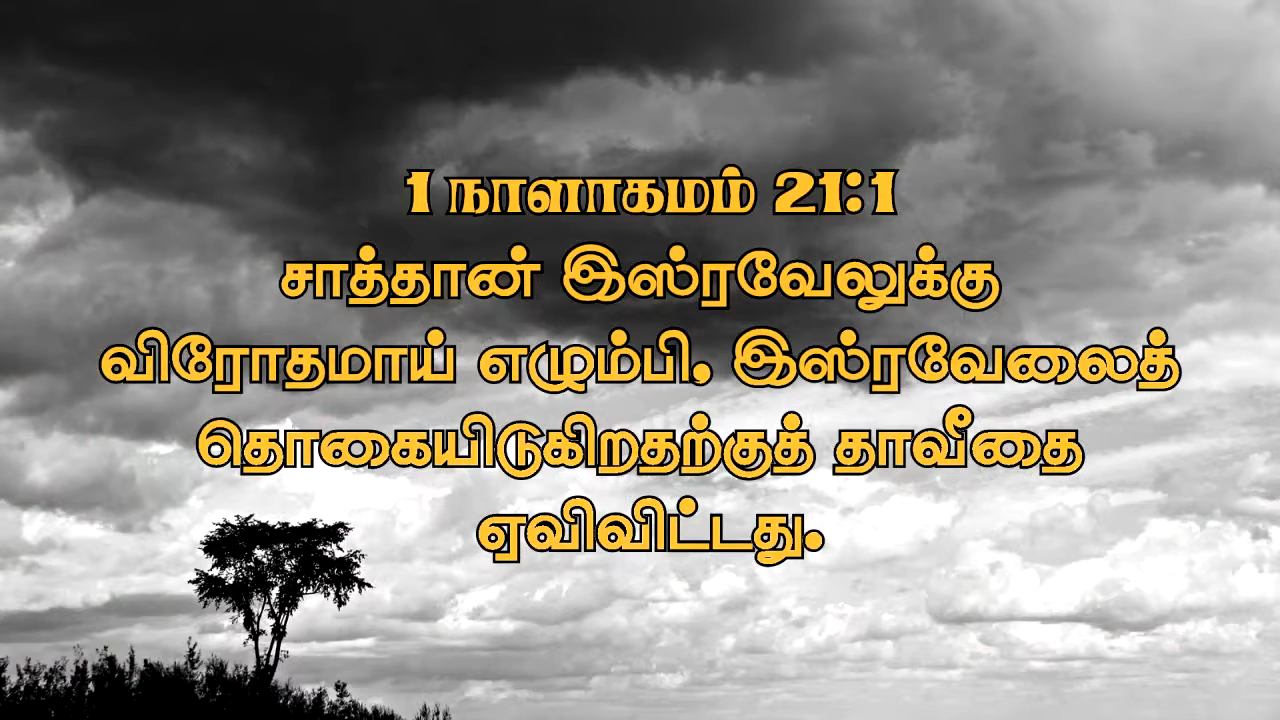 1 நாளாகமம் 21:1
சாத்தான் இஸ்ரவேலுக்கு
விரோதமாய் எழும்பி, இஸ்ரவேலைத்
தொகையிடுகிறதற்குத் தாவீதை
ஏவிவிட்டது.